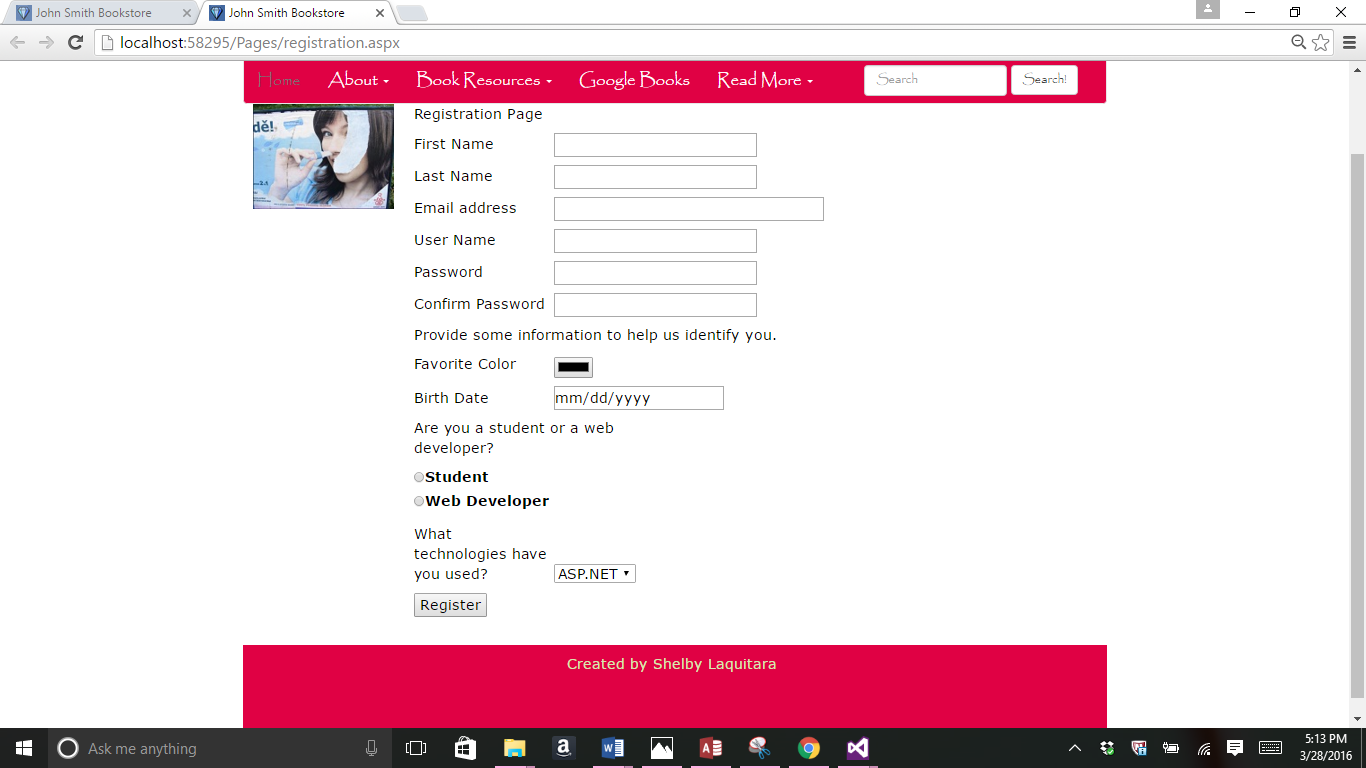 John Smith Bookstore
John Smith Bookstore
localhost:58295/Pages/registration.aspx
Home About Book Resources Google Books Read More Search Search!
dě!
Registration Page
First Name
Last Name
Email address
User Name
Password
Confirm Password
Provide some information to help us identify you.
Favorite Color
Birth Date mm/dd/yyyy
Are you a student or a web
developer?
Student
Web Developer
What
technologies have
you used? ASP.NET
Register
Created by Shelby Laquitara
Ask me anything
5:13 PM
3/28/2016